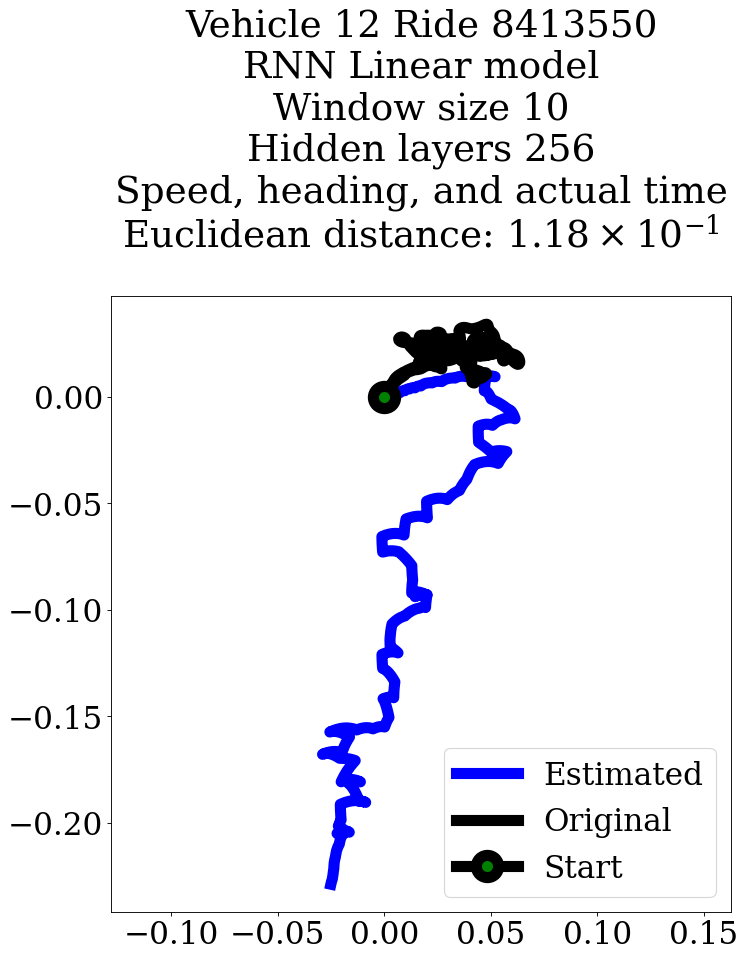 Vehicle 12 Ride 8413550
RNN Linear model
Window size 10
Hidden layers 256
Speed, heading, and actual time
Euclidean distance: 1.18 × 10⁻¹
0.00
−0.05
−0.10
−0.15
−0.20
Estimated
Original
Start
−0.10 −0.05 0.00 0.05 0.10 0.15